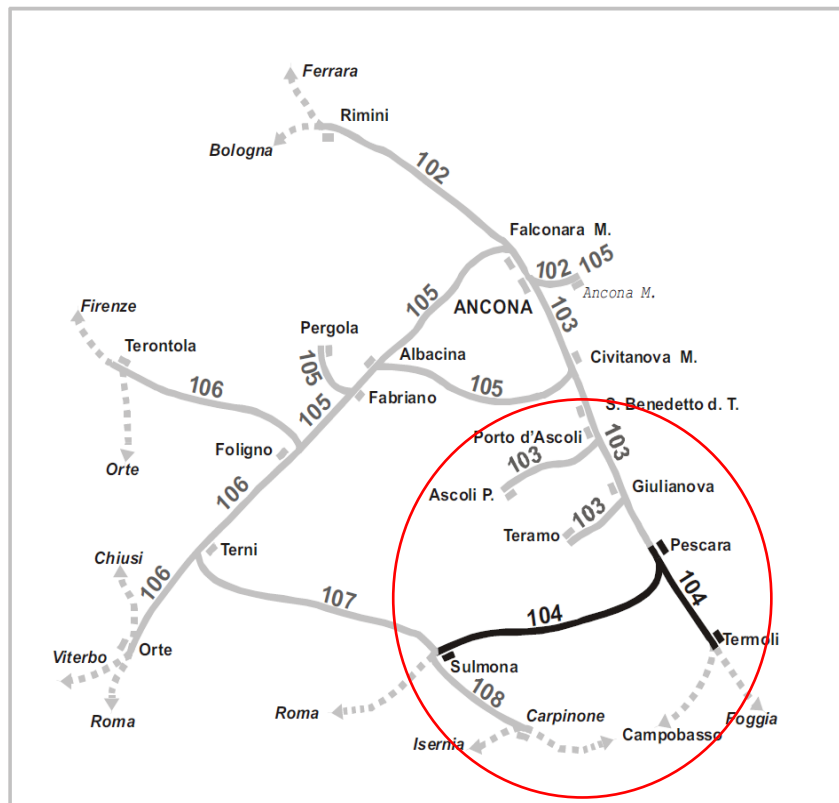 Ferrara
Rimini
Bologna
102
Falconara M.
102
105
Ancona M.
ANCONA
103
105
Firenze
Pergola
Terontola
Albacina
Civitanova M.
105
106
105
105
Fabriano
S. Benedetto d. T.
Porto d'Ascoli
103
103
Foligno
Orte
106
Ascoli P.
Giulianova
103
Teramo
Chiusi
Terni
Pescara
106
107
104
104
Viterbo
Orte
Sulmona
Termoli
108
Roma
Roma
Carpinone
Isernia
Campobasso
Foggia